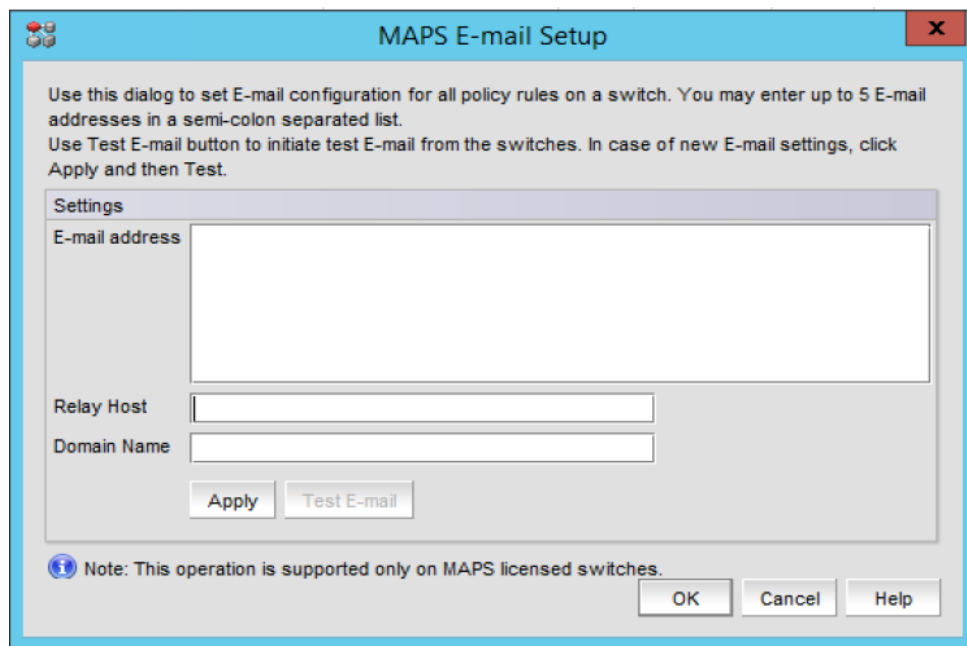 MAPS E-mail Setup
x
Use this dialog to set E-mail configuration for all policy rules on a switch. You may enter up to 5 E-mail
addresses in a semi-colon separated list.
Use Test E-mail button to initiate test E-mail from the switches. In case of new E-mail settings, click
Apply and then Test.
Settings
E-mail address
Relay Host
Domain Name
Apply Test E-mail
Note: This operation is supported only on MAPS licensed switches.
OK Cancel Help